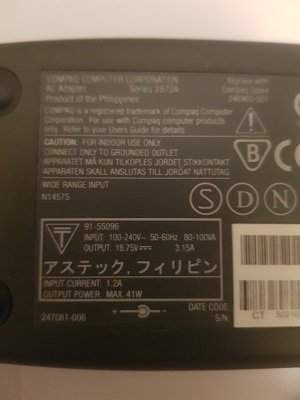 COMPAQ COMPUTER CORPORATION
Ac Adapter Series 2872A
Product of the Philippines
Replace with
Compaq Spare
246960-001
COMPAQ is a registered trademark of Compaq Computer
Corporation. For use with Compaq computer products
only. Refer to your Users Guide for details.
CAUTION: FOR INDOOR USE ONLY
CONNECT ONLY TO GROUNDED OUTLET
APPARATET MÅ KUN TILKOPLES JORDET STIKKONTAKT
APPARATEN SKALL ANSLUTAS TILL JORDAT NATTUTAG
B
WIDE RANGE INPUT
N14575
S D N
T
91-55096
INPUT: 100-240V~ 50-60Hz 80-100VA
OUTPUT: 18.75V⎓ 3.15A
アステック.フィリピン
INPUT CURRENT: 1.2A
OUTPUT POWER: MAX. 41W
247081-006
+ -
DATE CODE
S/N:
CT